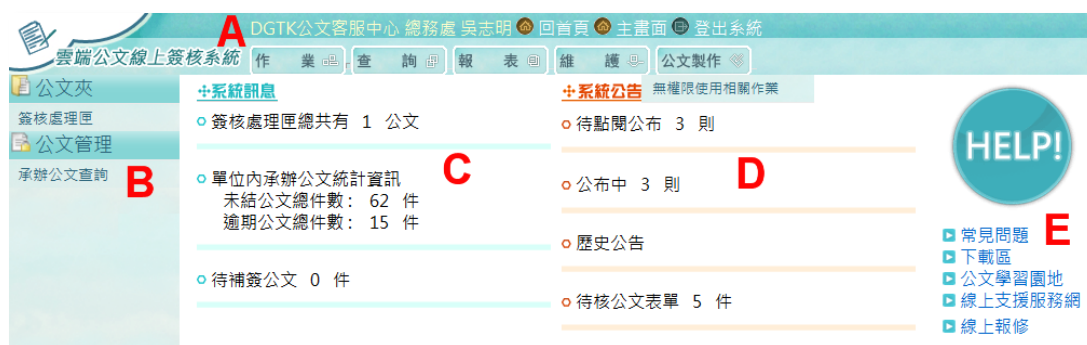 A DGTK公文客服中心 總務處 吳志明 回首頁 主畫面 登出系統
雲端公文線上簽核系統 作 業 查 詢 報 表 維 護 公文製作
無權限使用相關作業
公文夾
簽核處理匣
公文管理
承辦公文查詢 B
系統訊息
簽核處理匣總共有 1 公文
C
單位內承辦公文統計資訊
未結公文總件數: 62 件
逾期公文總件數: 15 件
待補簽公文 0 件
系統公告
待點閱公布 3 則
公布中 3 則 D
歷史公告
待核公文表單 5 件
HELP!
E
常見問題
下載區
公文學習園地
線上支援服務網
線上報修